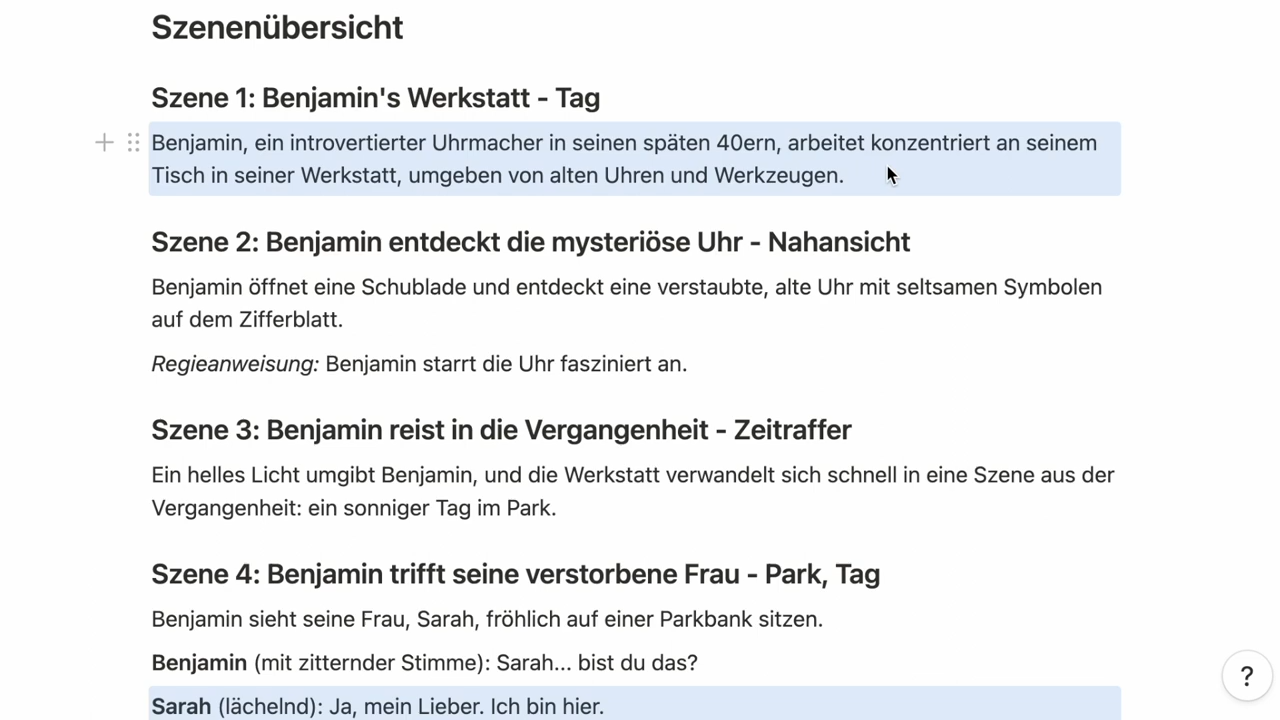 Szenenübersicht
Szene 1: Benjamin's Werkstatt - Tag
Benjamin, ein introvertierter Uhrmacher in seinen späten 40ern, arbeitet konzentriert an seinem
Tisch in seiner Werkstatt, umgeben von alten Uhren und Werkzeugen.
Szene 2: Benjamin entdeckt die mysteriöse Uhr - Nahansicht
Benjamin öffnet eine Schublade und entdeckt eine verstaubte, alte Uhr mit seltsamen Symbolen
auf dem Zifferblatt.
Regieanweisung: Benjamin starrt die Uhr fasziniert an.
Szene 3: Benjamin reist in die Vergangenheit - Zeitraffer
Ein helles Licht umgibt Benjamin, und die Werkstatt verwandelt sich schnell in eine Szene aus der
Vergangenheit: ein sonniger Tag im Park.
Szene 4: Benjamin trifft seine verstorbene Frau - Park, Tag
Benjamin sieht seine Frau, Sarah, fröhlich auf einer Parkbank sitzen.
Benjamin (mit zitternder Stimme): Sarah... bist du das?
Sarah (lächelnd): Ja, mein Lieber. Ich bin hier.
?